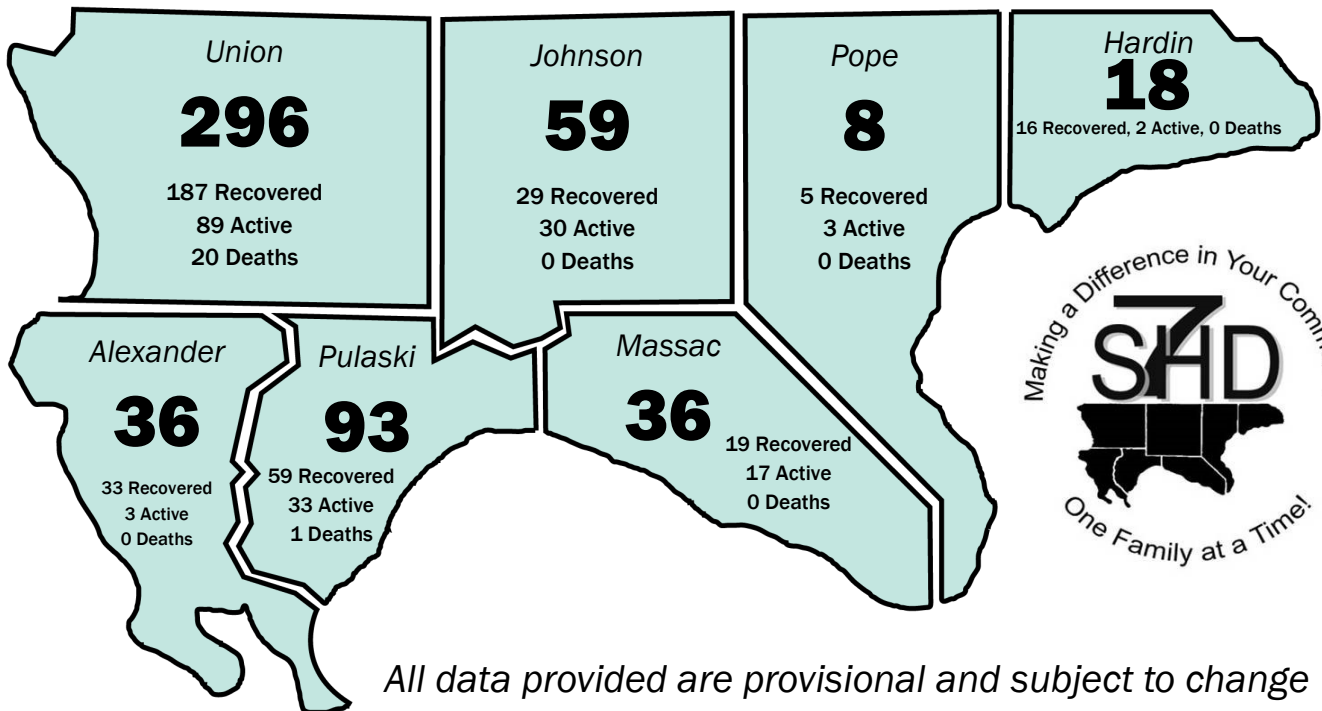 Union
296
187 Recovered
89 Active
20 Deaths
Johnson
59
29 Recovered
30 Active
0 Deaths
Pope
8
5 Recovered
3 Active
0 Deaths
Hardin
18
16 Recovered, 2 Active, 0 Deaths
Alexander
36
33 Recovered
3 Active
0 Deaths
Pulaski
93
59 Recovered
33 Active
1 Deaths
Massac
36
19 Recovered
17 Active
0 Deaths
Making a Difference in Your Comm
S7HD
One Family at a Time!
All data provided are provisional and subject to change